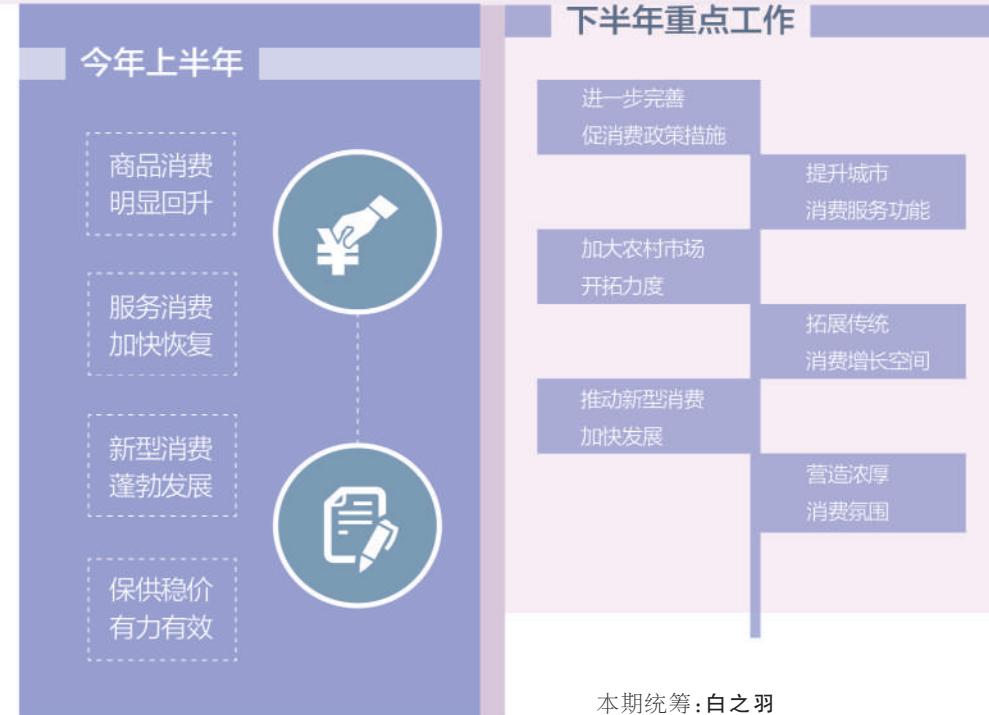 今年上半年
商品消费
明显回升
服务消费
加快恢复
新型消费
蓬勃发展
保供稳价
有力有效
下半年重点工作
进一步完善
促消费政策措施
提升城市
消费服务功能
加大农村市场
开拓力度
拓展传统
消费增长空间
推动新型消费
加快发展
营造浓厚
消费氛围
本期统筹:白之羽